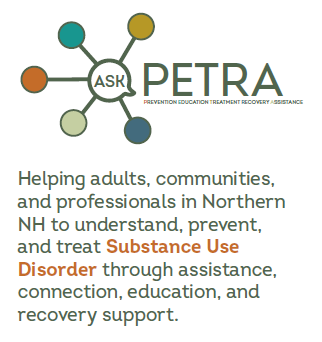 ASK
PETRA
PREVENTION EDUCATION TREATMENT RECOVERY ASSISTANCE
Helping adults, communities,
and professionals in Northern
NH to understand, prevent,
and treat Substance Use
Disorder through assistance,
connection, education, and
recovery support.